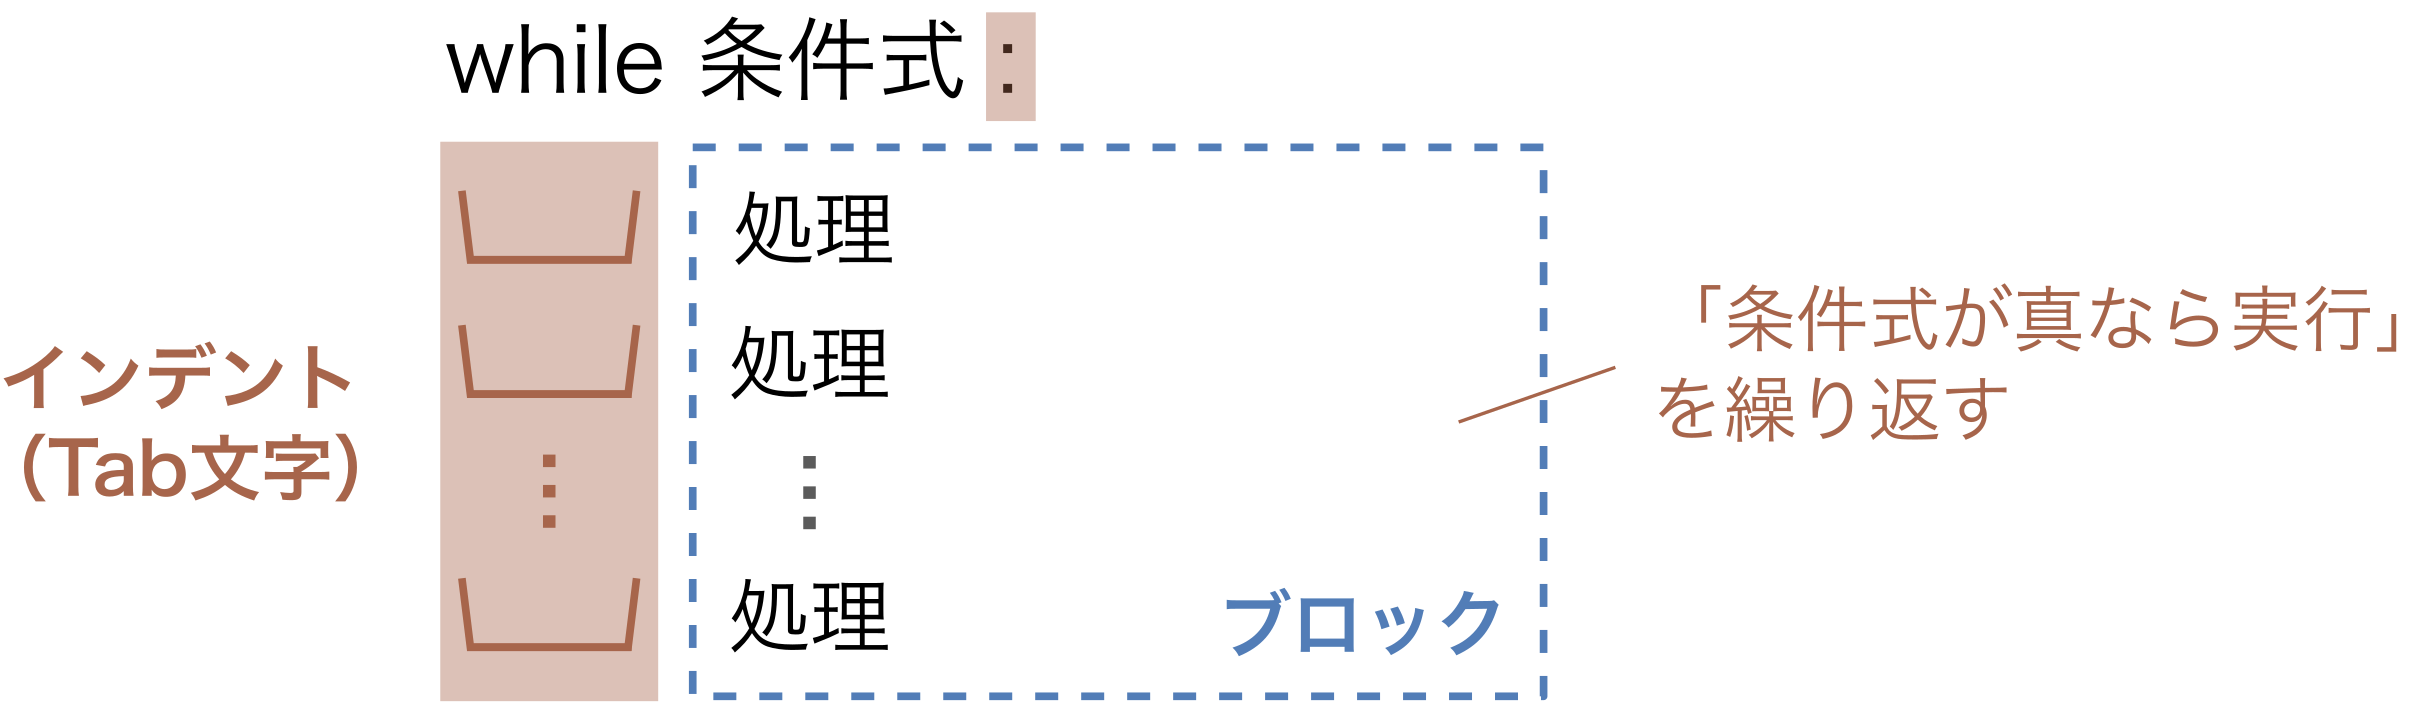 while 条件式 :
処理
処理
⋮ ⋮
処理
ブロック
インデント
（Tab文字）
「条件式が真なら実行」
を繰り返す